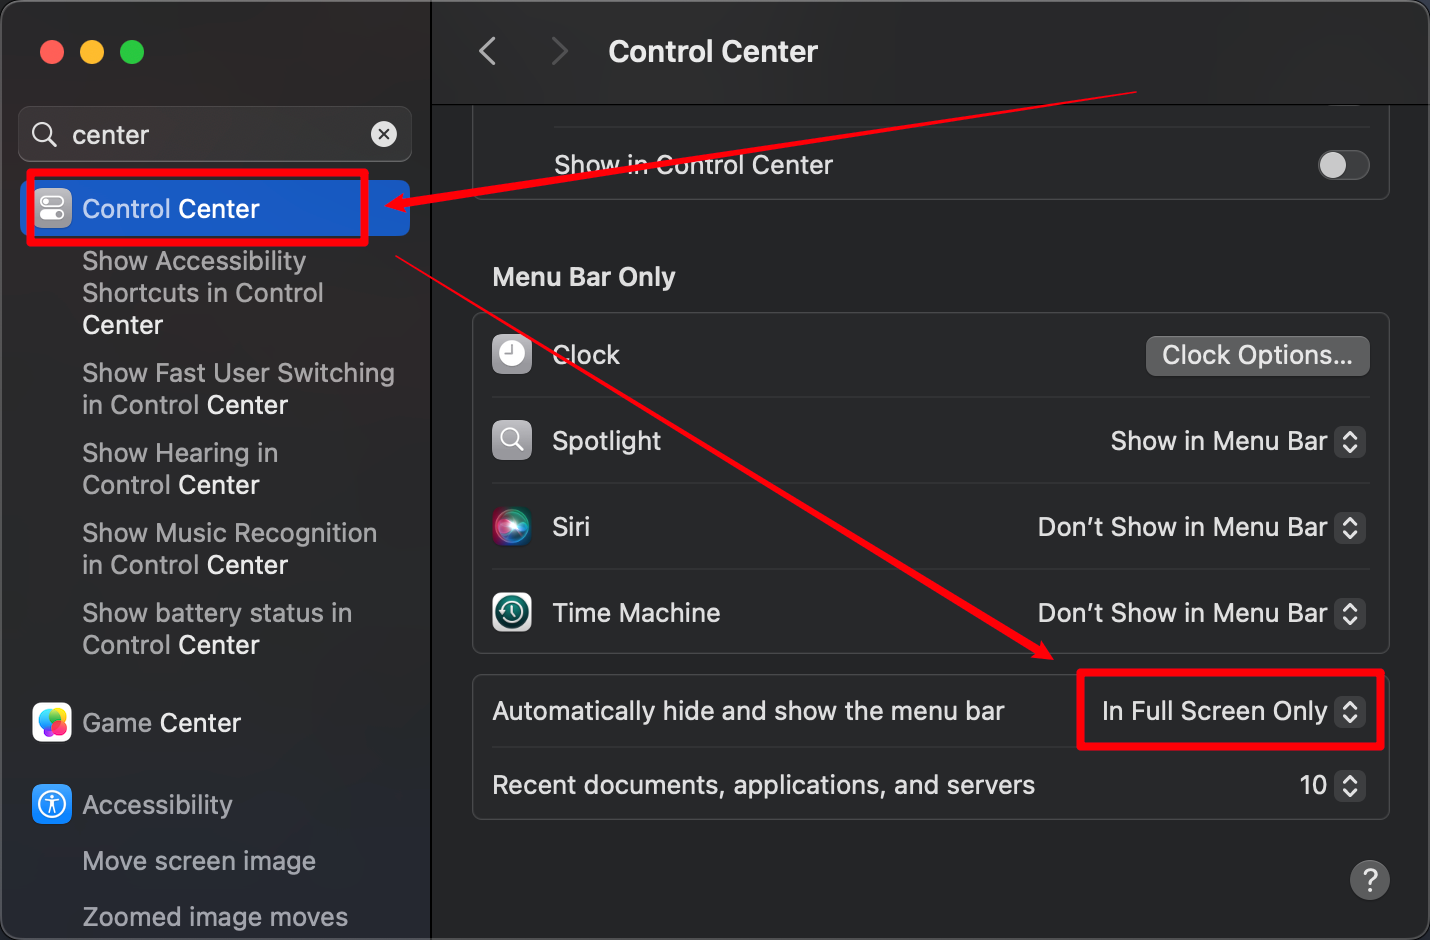 center
Control Center
Show Accessibility
Shortcuts in Control
Center
Show Fast User Switching
in Control Center
Show Hearing in
Control Center
Show Music Recognition
in Control Center
Show battery status in
Control Center
Game Center
Accessibility
Move screen image
Zoomed image moves
Control Center
Show in Control Center
Menu Bar Only
Clock
Clock Options...
Spotlight
Show in Menu Bar
Siri
Don’t Show in Menu Bar
Time Machine
Don’t Show in Menu Bar
Automatically hide and show the menu bar
In Full Screen Only
Recent documents, applications, and servers
10
?